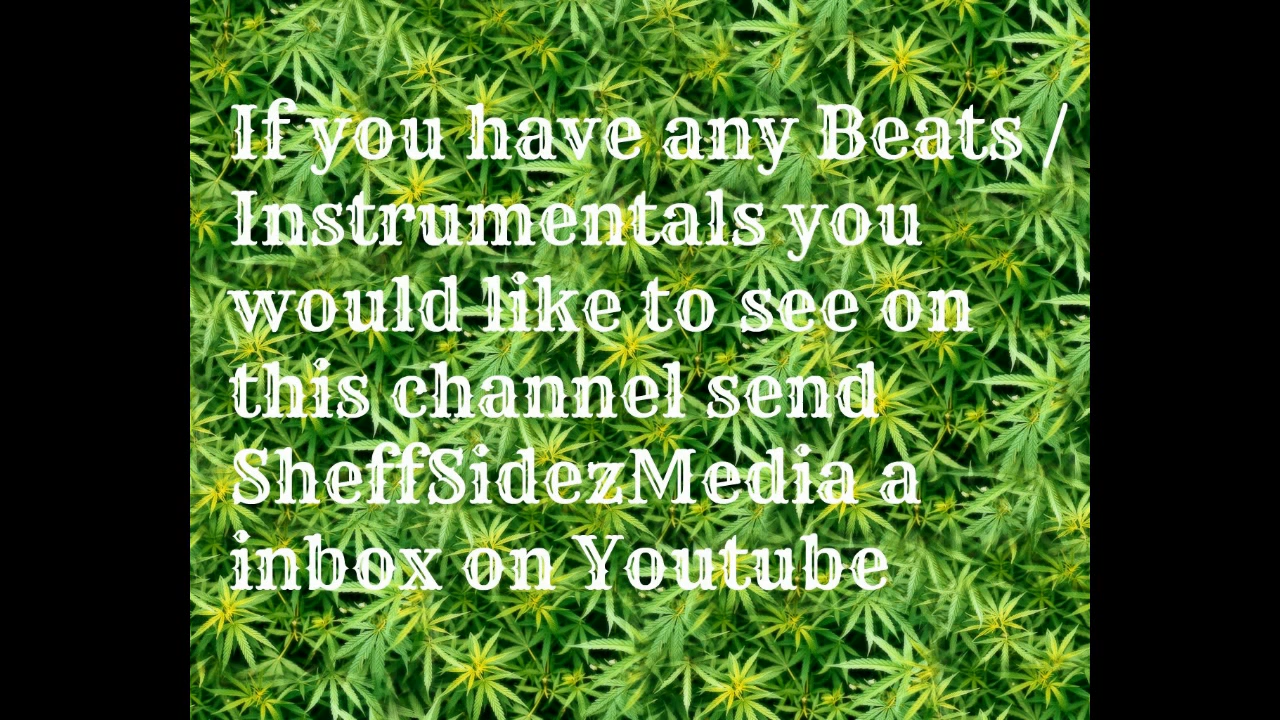 If you have any Beats /
Instrumentals you
would like to see on
this channel send
SheffSidezMedia a
inbox on Youtube